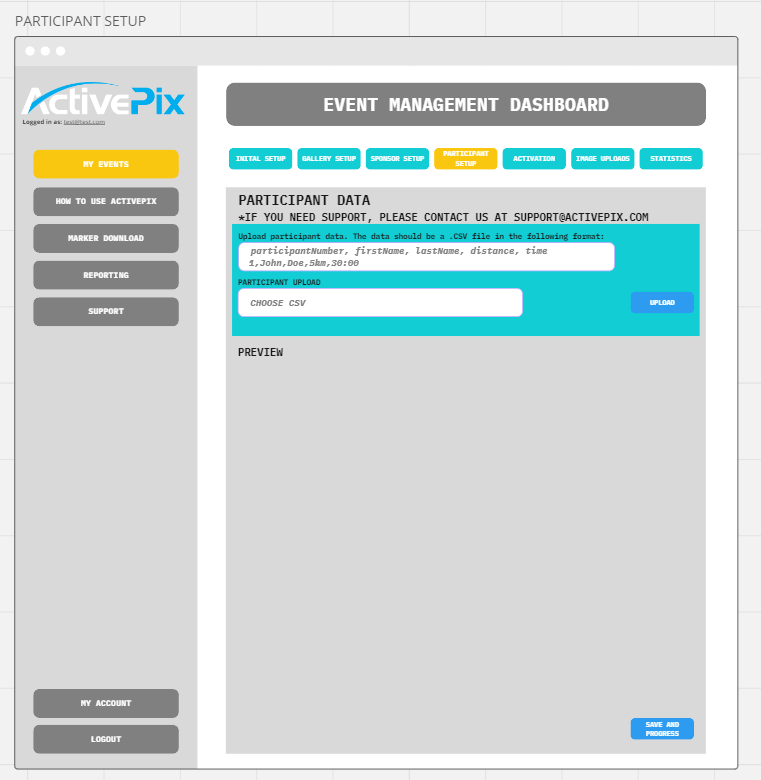 PARTICIPANT SETUP
ActivePix
Logged in as: test@test.com
EVENT MANAGEMENT DASHBOARD
MY EVENTS
HOW TO USE ACTIVEPIX
MARKER DOWNLOAD
REPORTING
SUPPORT
MY ACCOUNT
LOGOUT
INITAL SETUP
GALLERY SETUP
SPONSOR SETUP
PARTICIPANT
SETUP
ACTIVATION
IMAGE UPLOADS
STATISTICS
PARTICIPANT DATA
*IF YOU NEED SUPPORT, PLEASE CONTACT US AT SUPPORT@ACTIVEPIX.COM
Upload participant data. The data should be a .CSV file in the following format:
participantNumber, firstName, lastName, distance, time
1,John,Doe,5km,30:00
PARTICIPANT UPLOAD
CHOOSE CSV
UPLOAD
PREVIEW
SAVE AND
PROGRESS